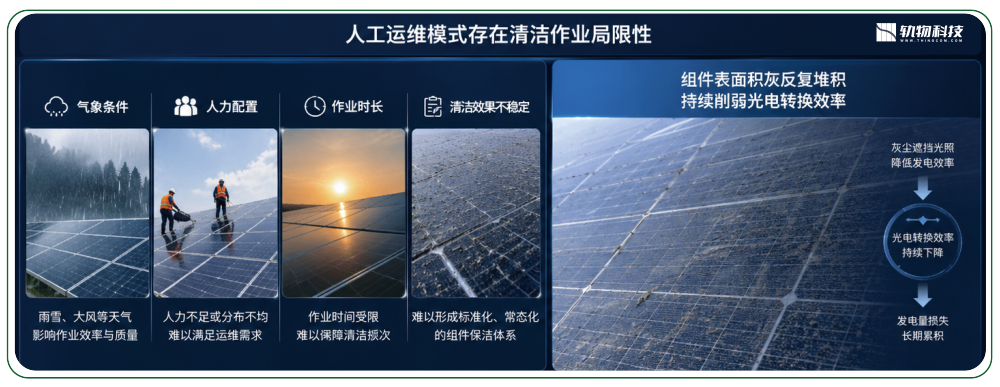 人工运维模式存在清洁作业局限性
轨物科技
WWW.THINGCOM.COM
气象条件
雨雪、大风等天气
影响作业效率与质量
人力配置
人力不足或分布不均
难以满足运维需求
作业时长
作业时间受限
难以保障清洁频次
清洁效果不稳定
难以形成标准化、常态化
的组件保洁体系
组件表面积灰反复堆积
持续削弱光电转换效率
灰尘遮挡光照
降低发电效率
光电转换效率
持续下降
发电量损失
长期累积